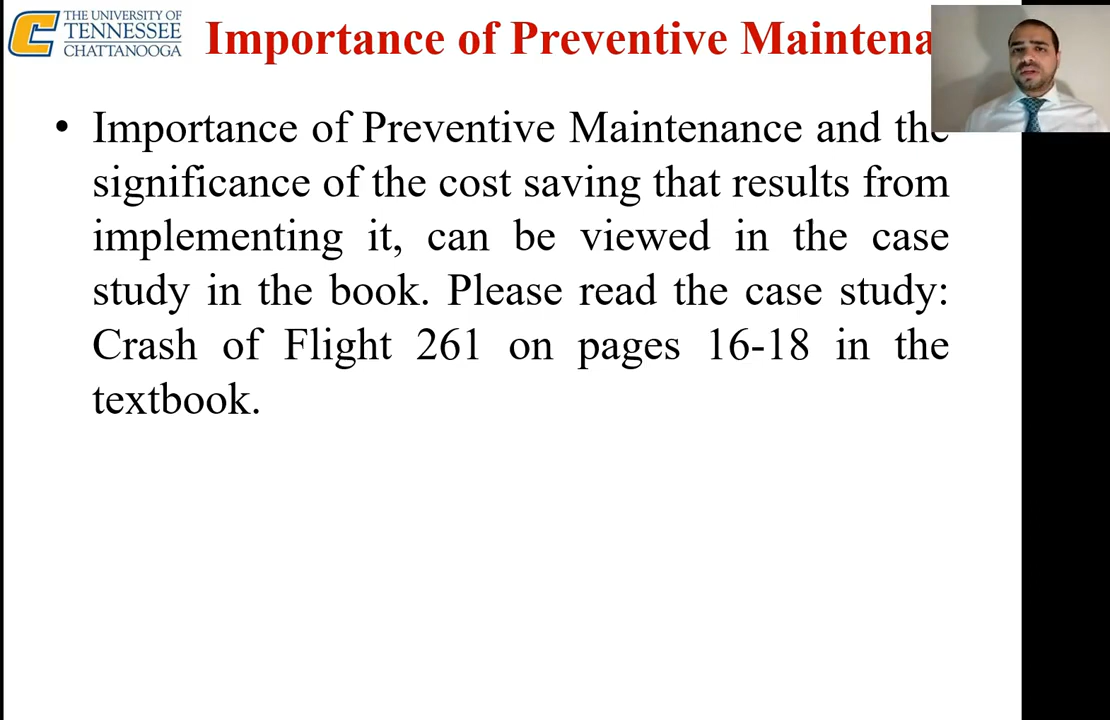 THE UNIVERSITY OF
TENNESSEE
CHATTANOOGA
Importance of Preventive Maintena
• Importance of Preventive Maintenance and the
significance of the cost saving that results from
implementing it, can be viewed in the case
study in the book. Please read the case study:
Crash of Flight 261 on pages 16-18 in the
textbook.